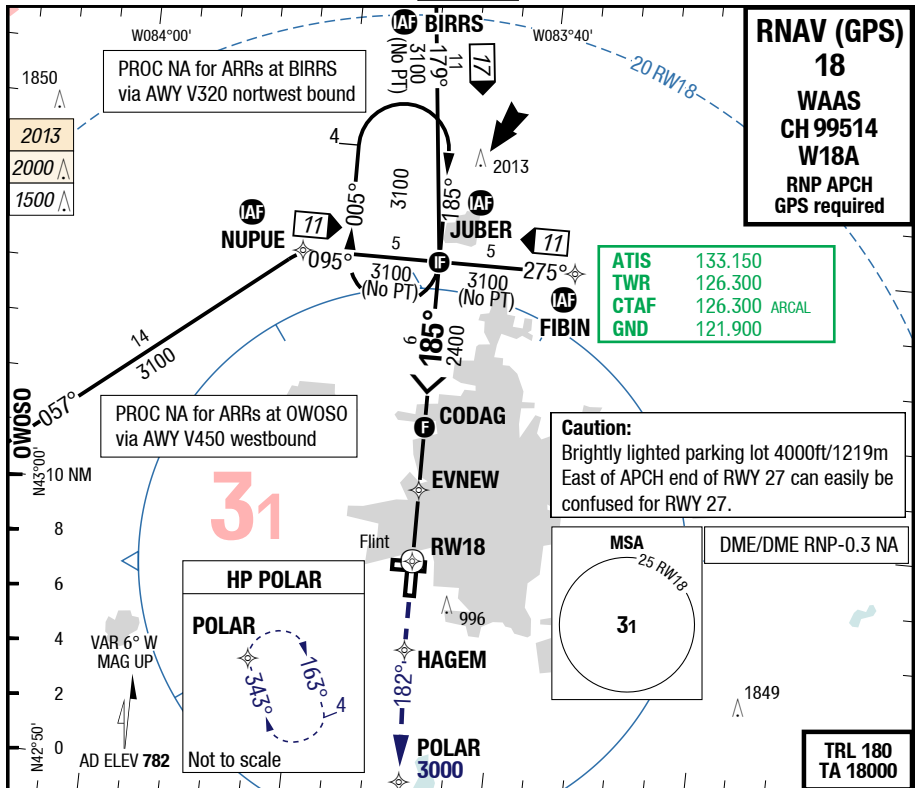 IAF BIRRS
W084°00'
W083°40'
RNAV (GPS)
18
WAAS
CH 99514
W18A
RNP APCH
GPS required
PROC NA for ARRs at BIRRS
via AWY V320 nortwest bound
1850
2013
2000
1500
(No PT)
3100
179°
11
17
20 RW18
4
2013
005°
3100
185°
IAF
JUBER
IAF
NUPUE
11
095°
5
3100
(No PT)
IF
5
3100
(No PT)
11
275°
IAF
FIBIN
ATIS 133.150
TWR 126.300
CTAF 126.300 ARCAL
GND 121.900
14
3100
6
185°
2400
OWOSO
057°
PROC NA for ARRs at OWOSO
via AWY V450 westbound
F
CODAG
Caution:
Brightly lighted parking lot 4000ft/1219m
East of APCH end of RWY 27 can easily be
confused for RWY 27.
N43°00'
10 NM
31
EVNEW
8
Flint
RW18
MSA
25 RW18
31
DME/DME RNP-0.3 NA
6
HP POLAR
POLAR
343°
163°
4
Not to scale
996
4
VAR 6° W
MAG UP
HAGEM
182°
2
1849
N42°50'
0
AD ELEV 782
POLAR
3000
TRL 180
TA 18000